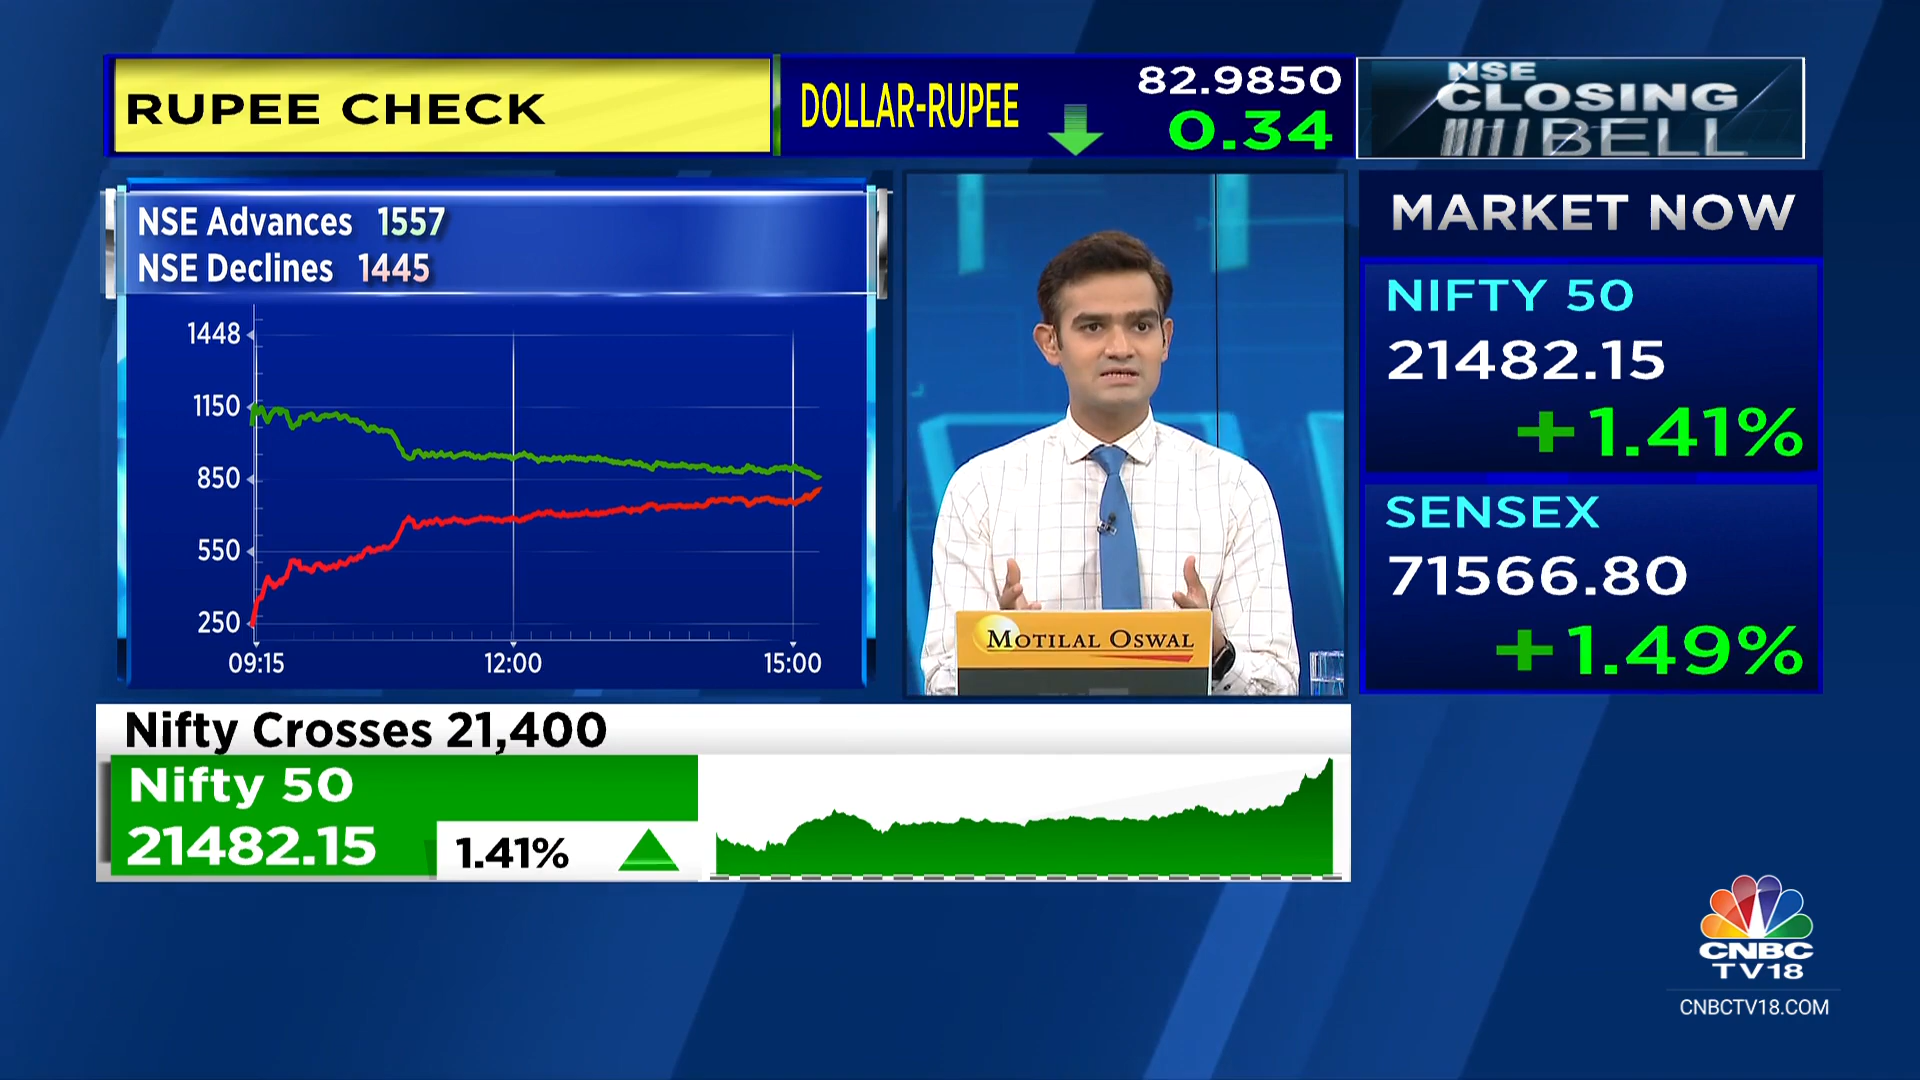 RUPEE CHECK
DOLLAR-RUPEE
82.9850
0.34
NSE
CLOSING
BELL
NSE Advances 1557
NSE Declines 1445
1448
1150
850
550
250
09:15
12:00
15:00
MOTILAL OSWAL
MARKET NOW
NIFTY 50
21482.15
+1.41%
SENSEX
71566.80
+1.49%
Nifty Crosses 21,400
Nifty 50
21482.15
1.41%
CNBC
TV18
CNBCTV18.COM